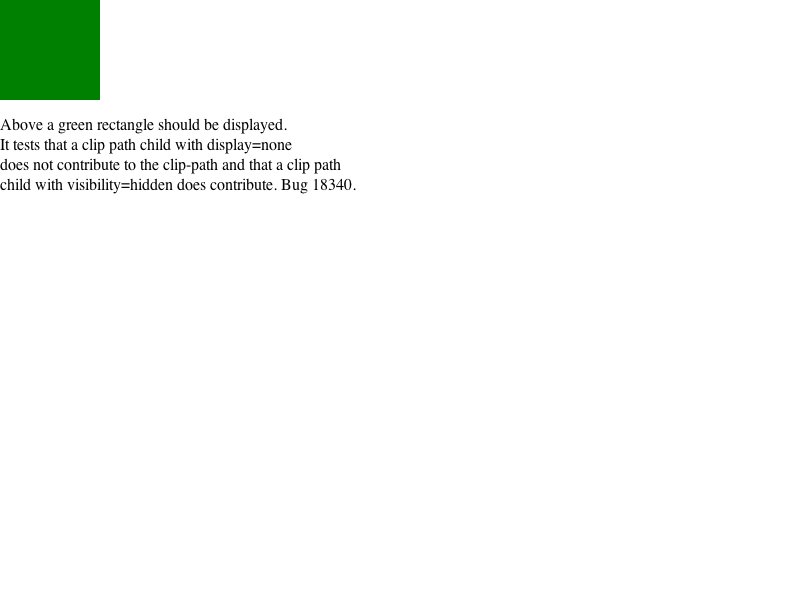 Above a green rectangle should be displayed.
It tests that a clip path child with display=none
does not contribute to the clip-path and that a clip path
child with visibility=hidden does contribute. Bug 18340.